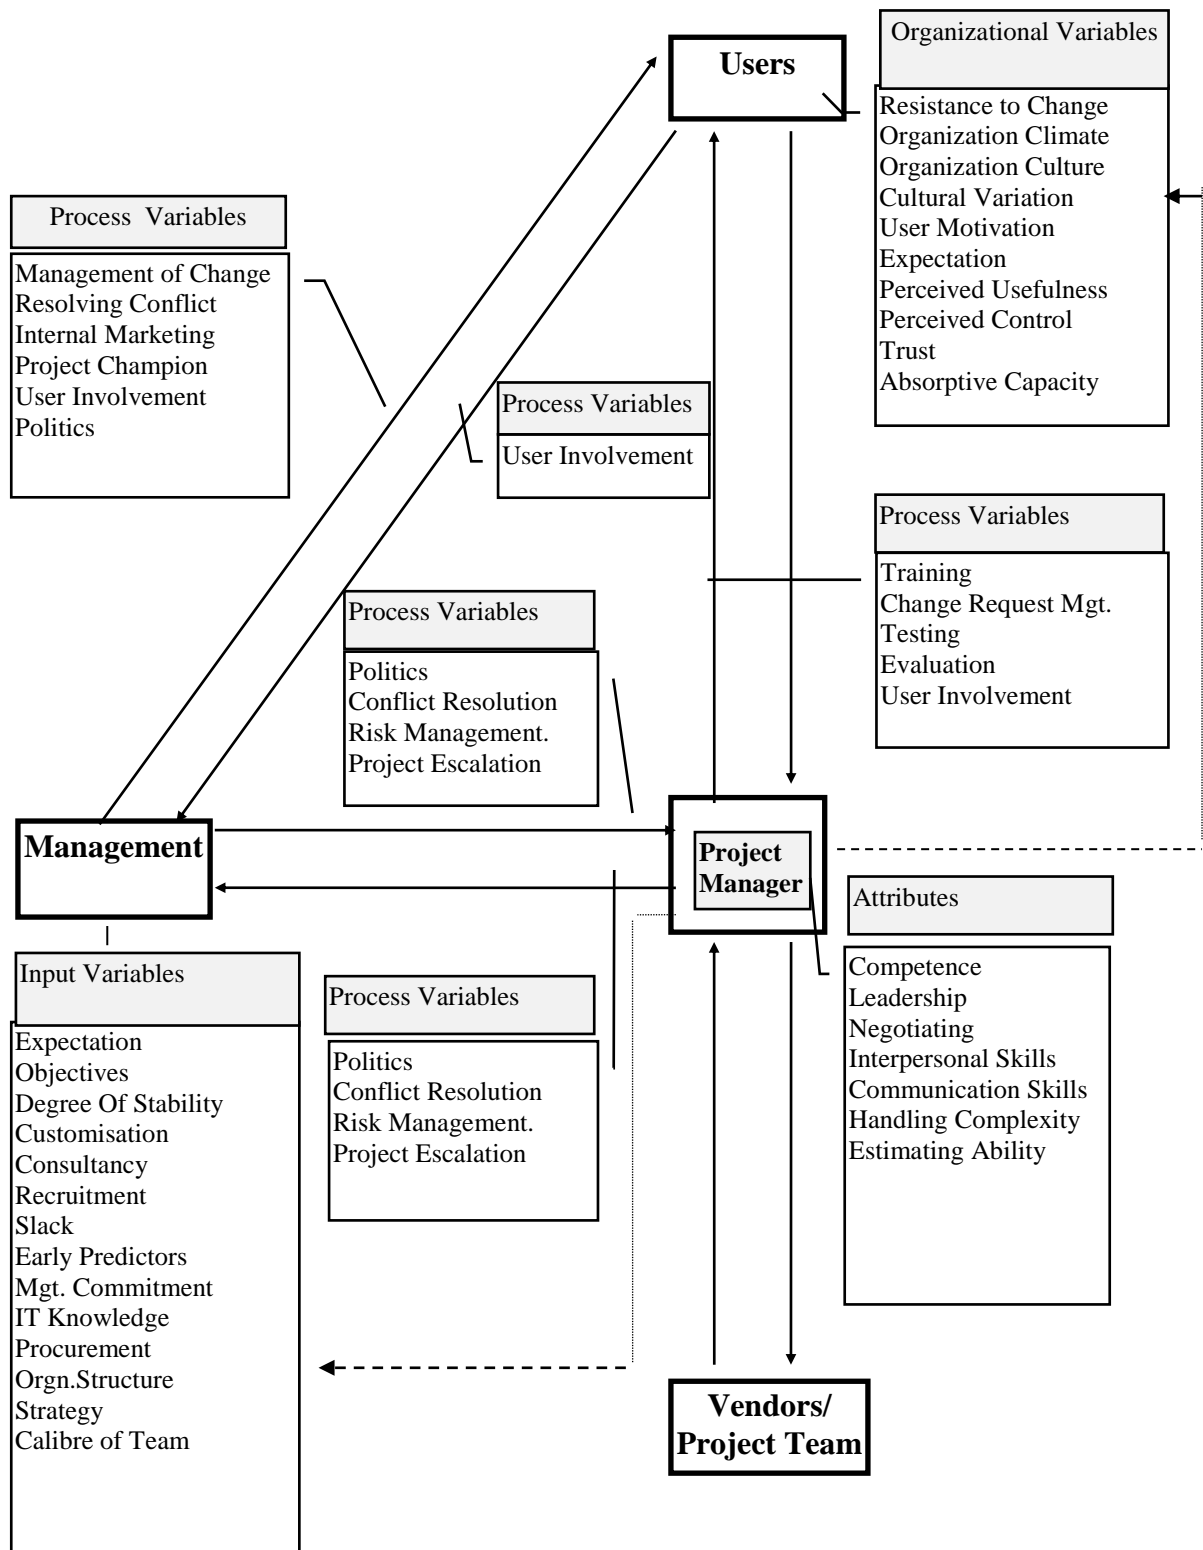 Users
Organizational Variables
Resistance to Change
Organization Climate
Organization Culture
Cultural Variation
User Motivation
Expectation
Perceived Usefulness
Perceived Control
Trust
Absorptive Capacity
Process Variables
Management of Change
Resolving Conflict
Internal Marketing
Project Champion
User Involvement
Politics
Process Variables
User Involvement
Process Variables
Training
Change Request Mgt.
Testing
Evaluation
User Involvement
Process Variables
Politics
Conflict Resolution
Risk Management.
Project Escalation
Management
Project
Manager
Attributes
Competence
Leadership
Negotiating
Interpersonal Skills
Communication Skills
Handling Complexity
Estimating Ability
Input Variables
Expectation
Objectives
Degree Of Stability
Customisation
Consultancy
Recruitment
Slack
Early Predictors
Mgt. Commitment
IT Knowledge
Procurement
Orgn.Structure
Strategy
Calibre of Team
Process Variables
Politics
Conflict Resolution
Risk Management.
Project Escalation
Vendors/
Project Team